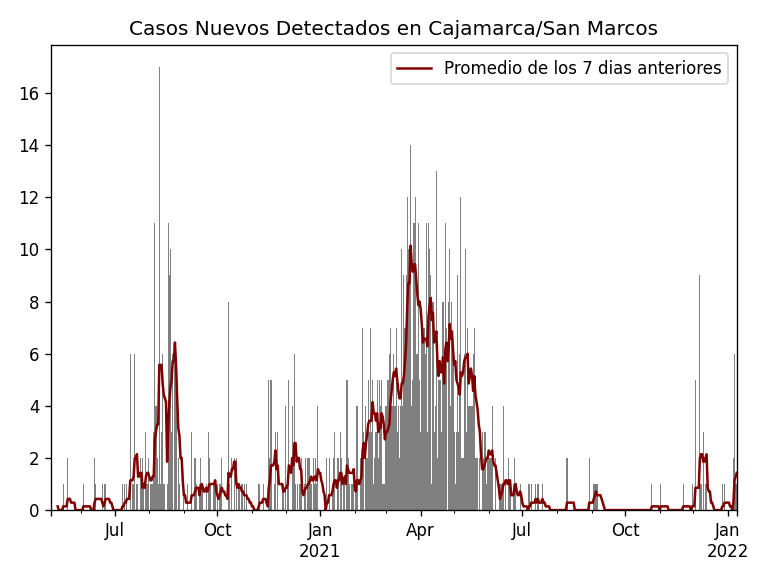 Casos Nuevos Detectados en Cajamarca/San Marcos
Promedio de los 7 dias anteriores
16
14
12
10
8
6
4
2
0
Jul
Oct
Jan
2021
Apr
Jul
Oct
Jan
2022